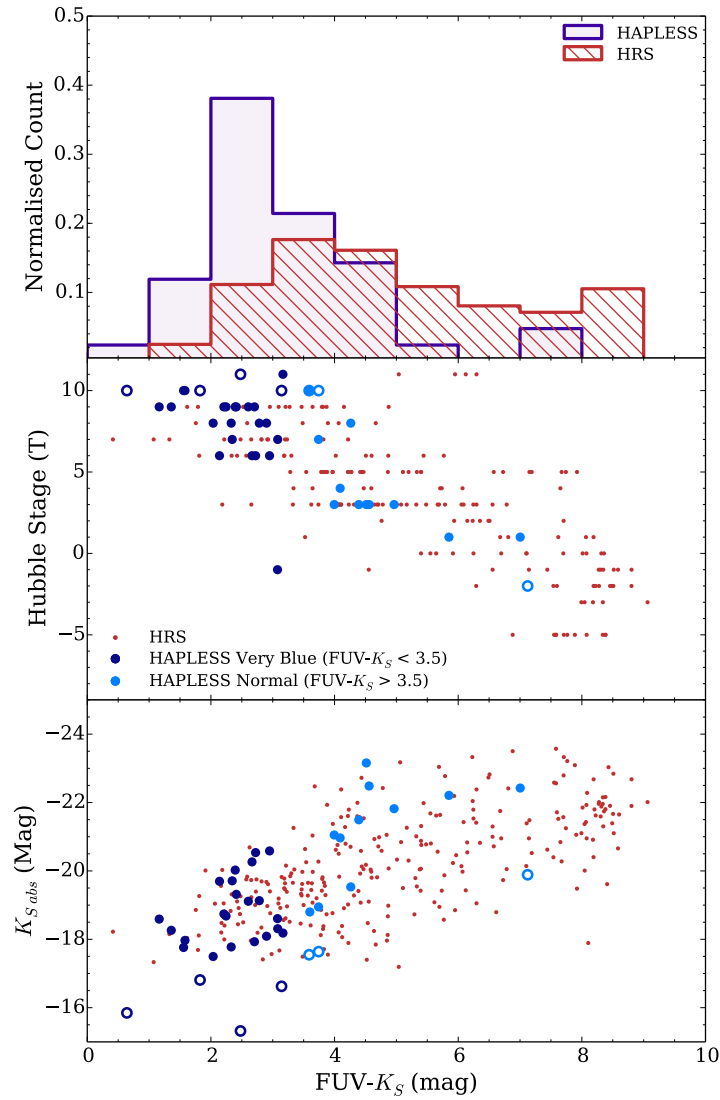 0.5
0.4
0.3
0.2
0.1
Normalised Count
HAPLESS
HRS
10
5
0
−5
Hubble Stage (T)
HRS
HAPLESS Very Blue (FUV-K_S < 3.5)
HAPLESS Normal (FUV-K_S > 3.5)
−24
−22
−20
−18
−16
K_{S abs} (Mag)
0 2 4 6 8 10
FUV-K_S (mag)